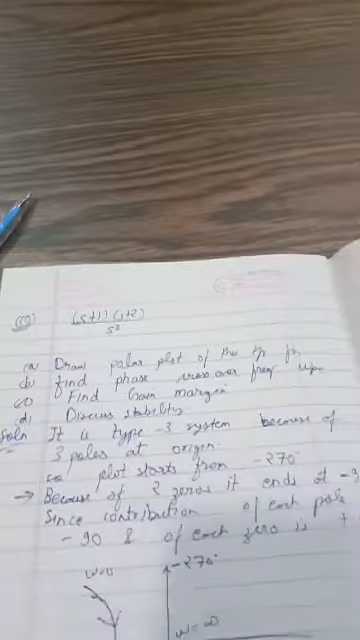 (Q) (s+1)(s+2)
s³
(a) Draw polar plot of the
(b) find phase cross over freq
(c) Find Gain margin
(d) Discuss stability
Soln It is type -3 system because of
3 poles at origin.
so plot starts from -270°
→ Because of 2 zeros it ends at
Since contribution of each pole
-90 & of each zero is +
ω=0 -270°
ω=∞